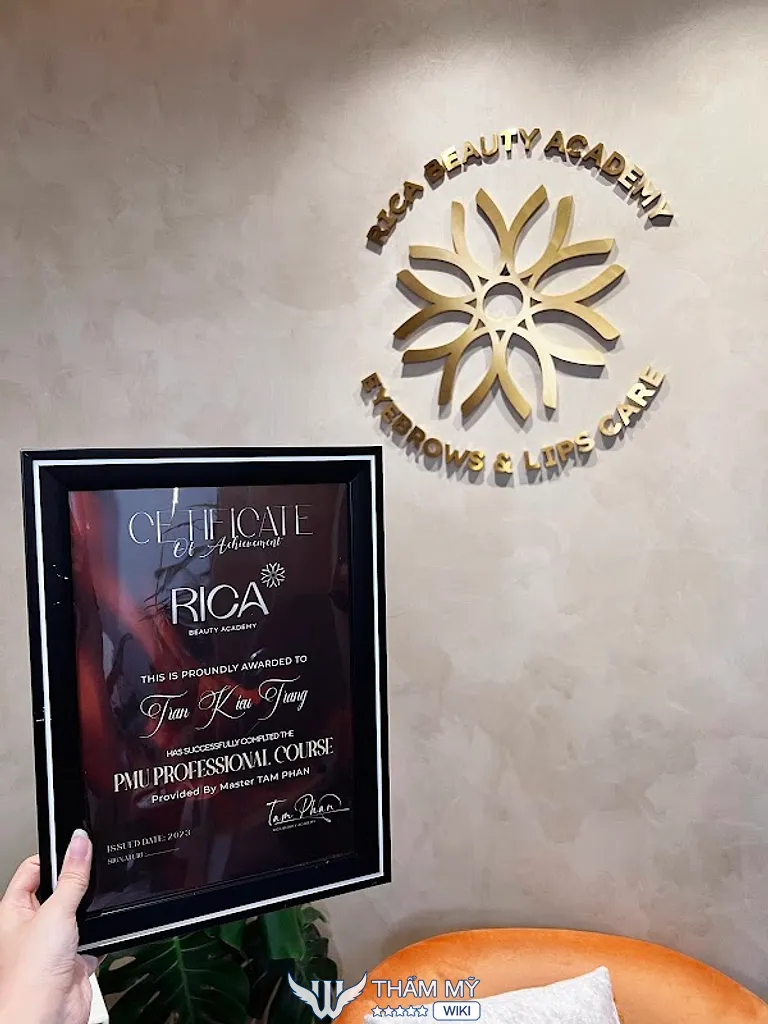 RICA BEAUTY ACADEMY
EYEBROWS & LIPS CARE
CETIFICATE
Of Achievement
RICA
BEAUTY ACADEMY
THIS IS PROUNDLY AWARDED TO
Tran Kieu Trang
HAS SUCCESSFULLY COMPLTED THE
PMU PROFESSIONAL COURSE
Provided By Master TAM PHAN
Tam Phan
ISSUED DATE: 2023
SIGNATURE
THẨM MỸ
WIKI